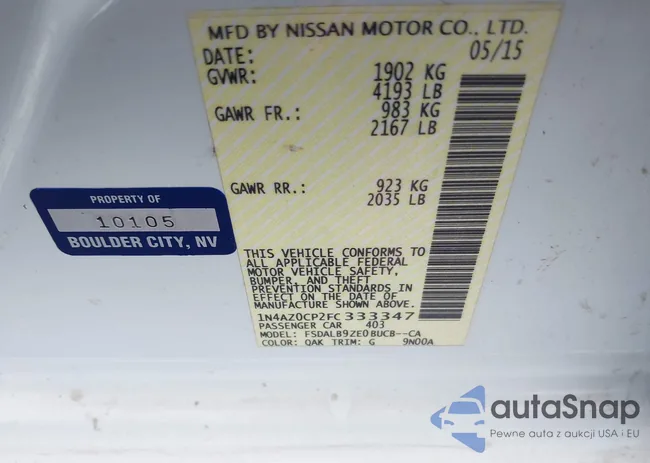 MFD BY NISSAN MOTOR CO., LTD.
DATE: 05/15
GVWR: 1902 KG
4193 LB
GAWR FR.: 983 KG
2167 LB
GAWR RR.: 923 KG
2035 LB
PROPERTY OF
10105
BOULDER CITY, NV
THIS VEHICLE CONFORMS TO
ALL APPLICABLE FEDERAL
MOTOR VEHICLE SAFETY,
BUMPER, AND THEFT
PREVENTION STANDARDS IN
EFFECT ON THE DATE OF
MANUFACTURE SHOWN ABOVE.
1N4AZ0CP2FC333347
PASSENGER CAR 403
MODEL: FSDALB9ZE0BUCB--CA
COLOR: QAK TRIM: G 9N00A
autaSnap
Pewne auta z aukcji USA i EU